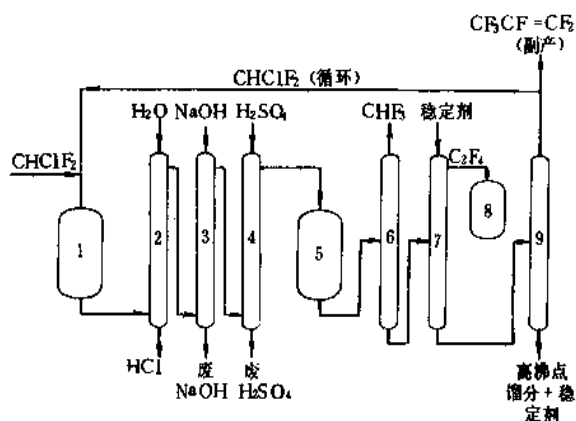 CF₃CF=CF₂
(副产)
CHClF₂ (循环)
H₂O NaOH H₂SO₄ CHF₃ 稳定剂
CHClF₂
C₂F₄
1 2 3 4 5 6 7 8 9
HCl 废 废 高沸点
NaOH H₂SO₄ 馏分+稳
定剂